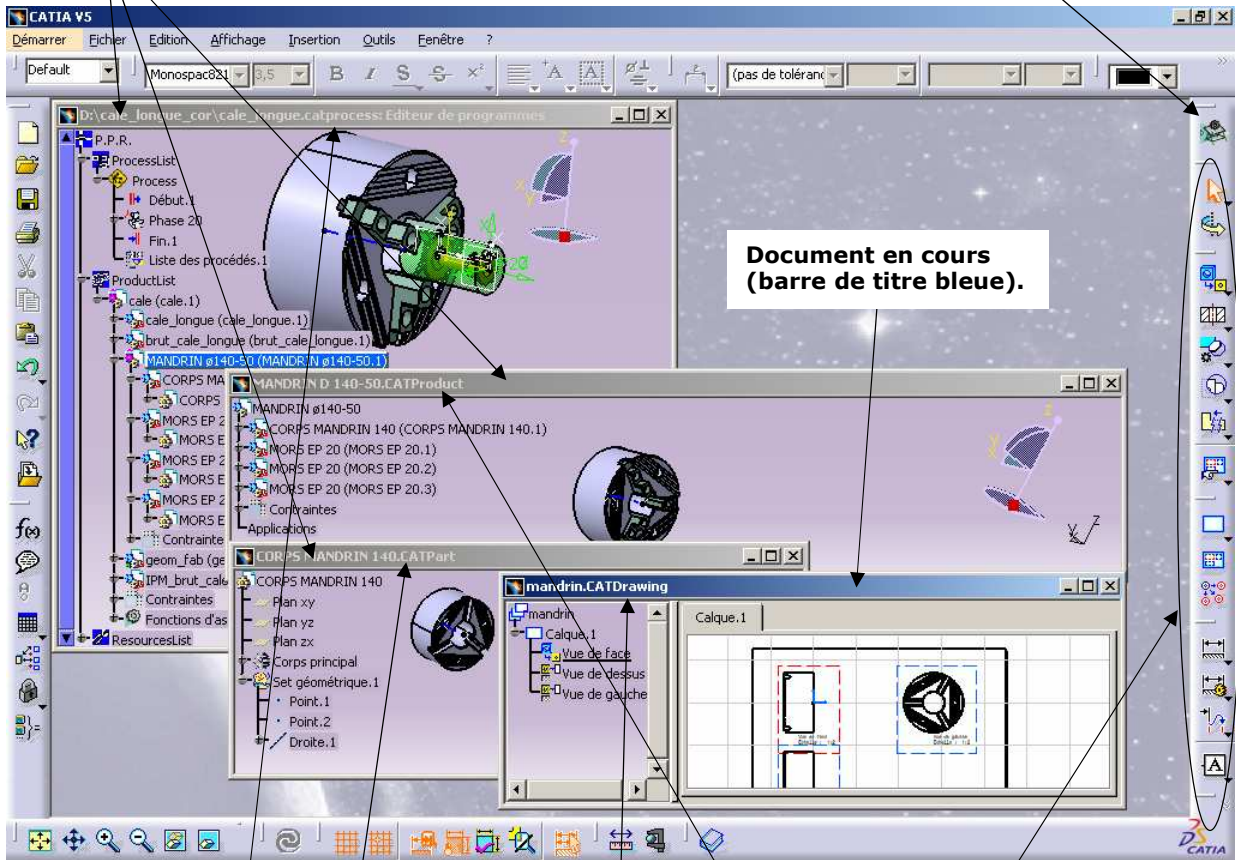 CATIA V5
Démarrer Fichier Edition Affichage Insertion Outils Fenêtre ?
Default Monospac821 3,5 B I S S x² A A (pas de toléranc
D:\cale_longue_cor\cale_longue.catprocess: Editeur de programmes
P.P.R.
ProcessList
Process
Début.1
Phase 20
Fin.1
Liste des procédés.1
ProductList
cale (cale.1)
cale_longue (cale_longue.1)
brut_cale_longue (brut_cale_longue.1)
MANDRIN ø140-50 (MANDRIN ø140-50.1)
CORPS MA
CORPS
MORS EP 2
MORS E
MORS EP 2
MORS E
MORS EP 2
MORS E
Contrainte
geom_fab (ge
IPM_brut_cale
Contraintes
Fonctions d'as
ResourcesList
Document en cours
(barre de titre bleue).
MANDRIN D 140-50.CATProduct
MANDRIN ø140-50
CORPS MANDRIN 140 (CORPS MANDRIN 140.1)
MORS EP 20 (MORS EP 20.1)
MORS EP 20 (MORS EP 20.2)
MORS EP 20 (MORS EP 20.3)
Contraintes
Applications
CORPS MANDRIN 140.CATPart
CORPS MANDRIN 140
Plan xy
Plan yz
Plan zx
Corps principal
Set géométrique.1
Point.1
Point.2
Droite.1
mandrin.CATDrawing
mandrin
Calque.1
Vue de face
Vue de dessus
Vue de gauche
Calque.1
f(x)
A
CATIA